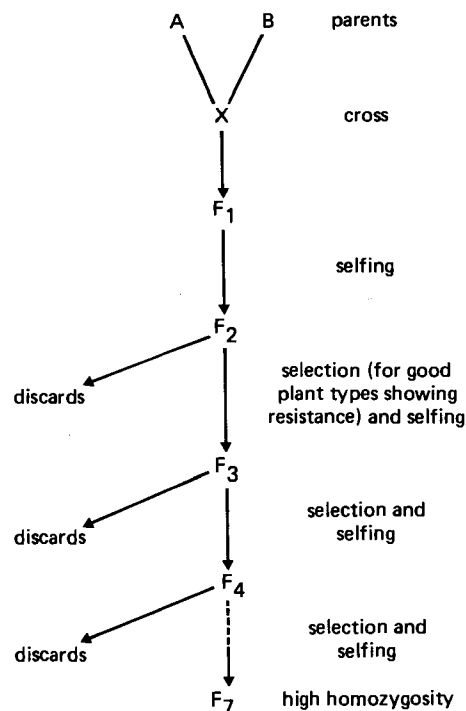 A B parents
X cross
F1
selfing
F2
discards
selection (for good
plant types showing
resistance) and selfing
F3
discards
selection and
selfing
F4
discards
selection and
selfing
F7 high homozygosity